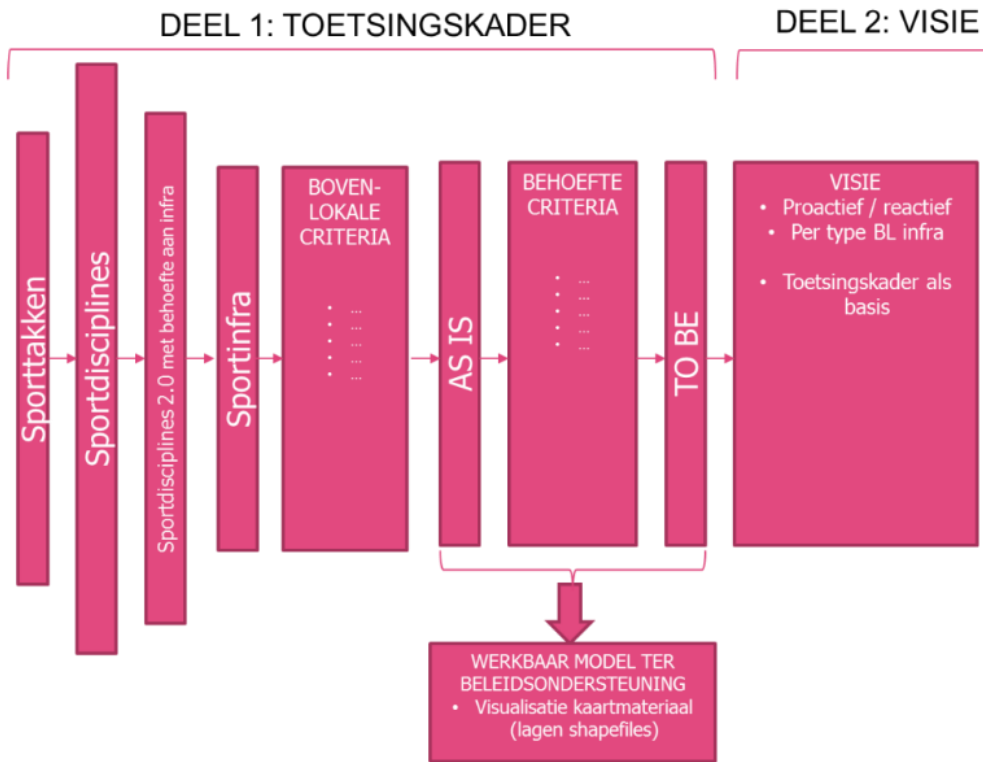 DEEL 1: TOETSINGSKADER
DEEL 2: VISIE
Sporttakken
Sportdisciplines
Sportdisciplines 2.0 met behoefte aan infra
Sportinfra
BOVEN-
LOKALE
CRITERIA
• ...
• ...
• ...
• ...
• ...
AS IS
BEHOEFTE
CRITERIA
• ...
• ...
• ...
• ...
• ...
TO BE
VISIE
• Proactief / reactief
• Per type BL infra
• Toetsingskader als
basis
WERKBAAR MODEL TER
BELEIDSONDERSTEUNING
• Visualisatie kaartmateriaal
(lagen shapefiles)